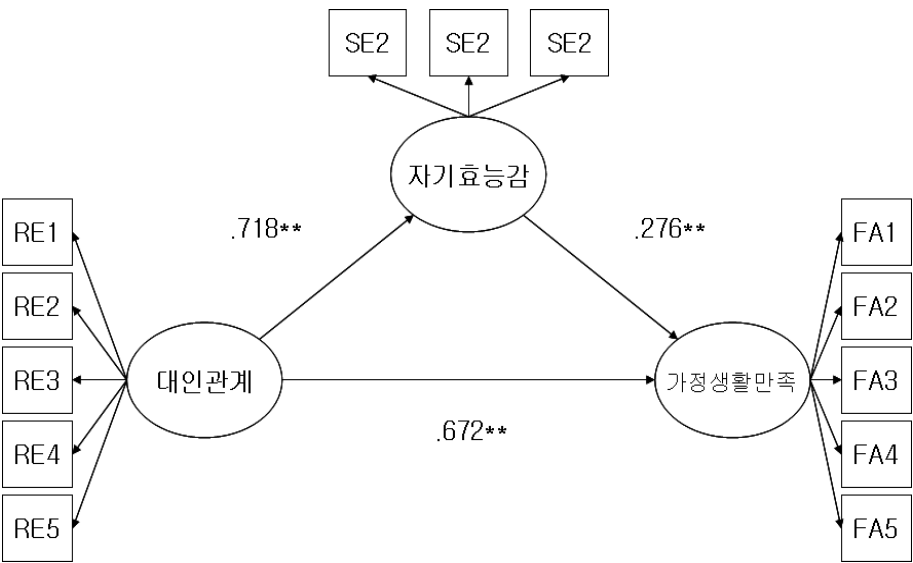 SE2 SE2 SE2
자기효능감
.718**
.276**
RE1
RE2
RE3
RE4
RE5
대인관계
가정생활만족
.672**
FA1
FA2
FA3
FA4
FA5